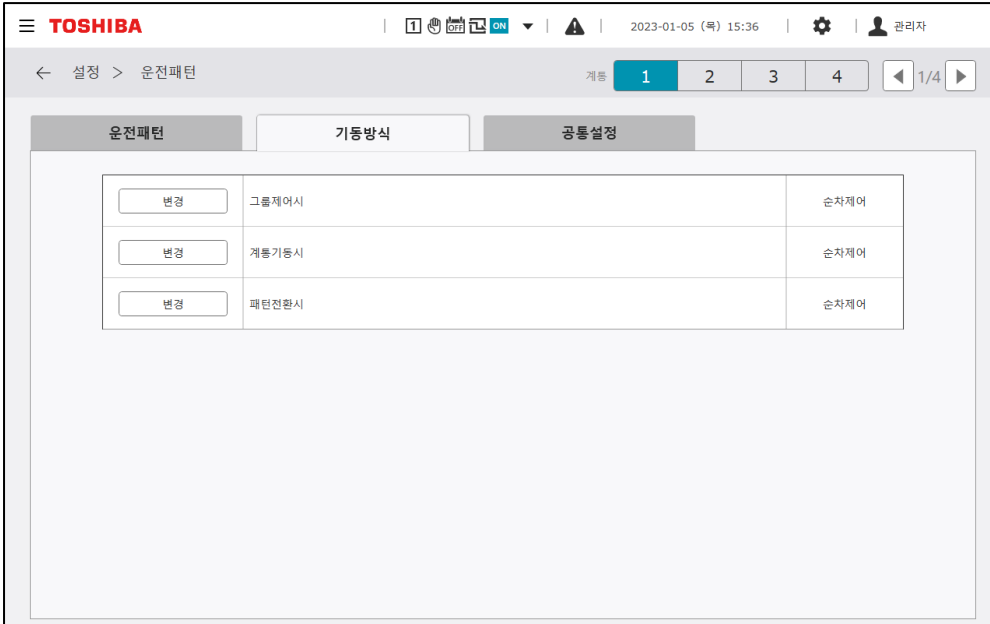 TOSHIBA | 1 OFF ON | | 2023-01-05 (목) 15:36 | | 관리자
설정 > 운전패턴 계통 1 2 3 4 1/4
운전패턴 기동방식 공통설정
변경 그룹제어시 순차제어
변경 계통기동시 순차제어
변경 패턴전환시 순차제어